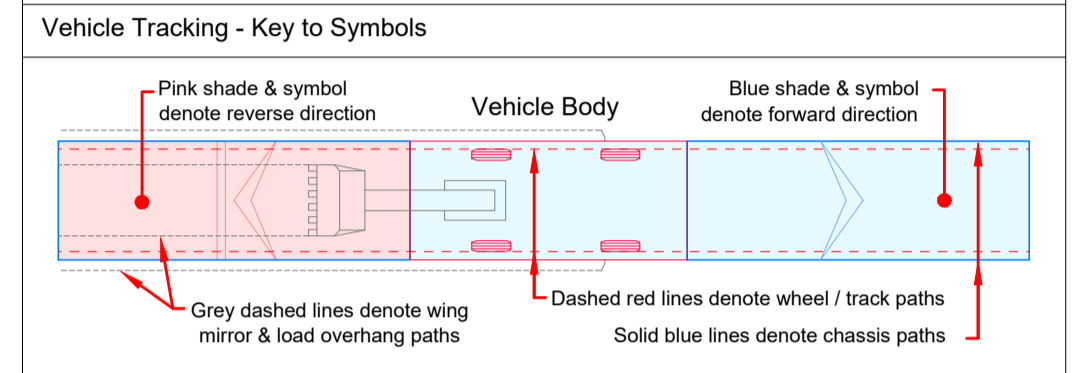 Vehicle Tracking - Key to Symbols
Pink shade & symbol
denote reverse direction
Vehicle Body
Blue shade & symbol
denote forward direction
Grey dashed lines denote wing
mirror & load overhang paths
Dashed red lines denote wheel / track paths
Solid blue lines denote chassis paths